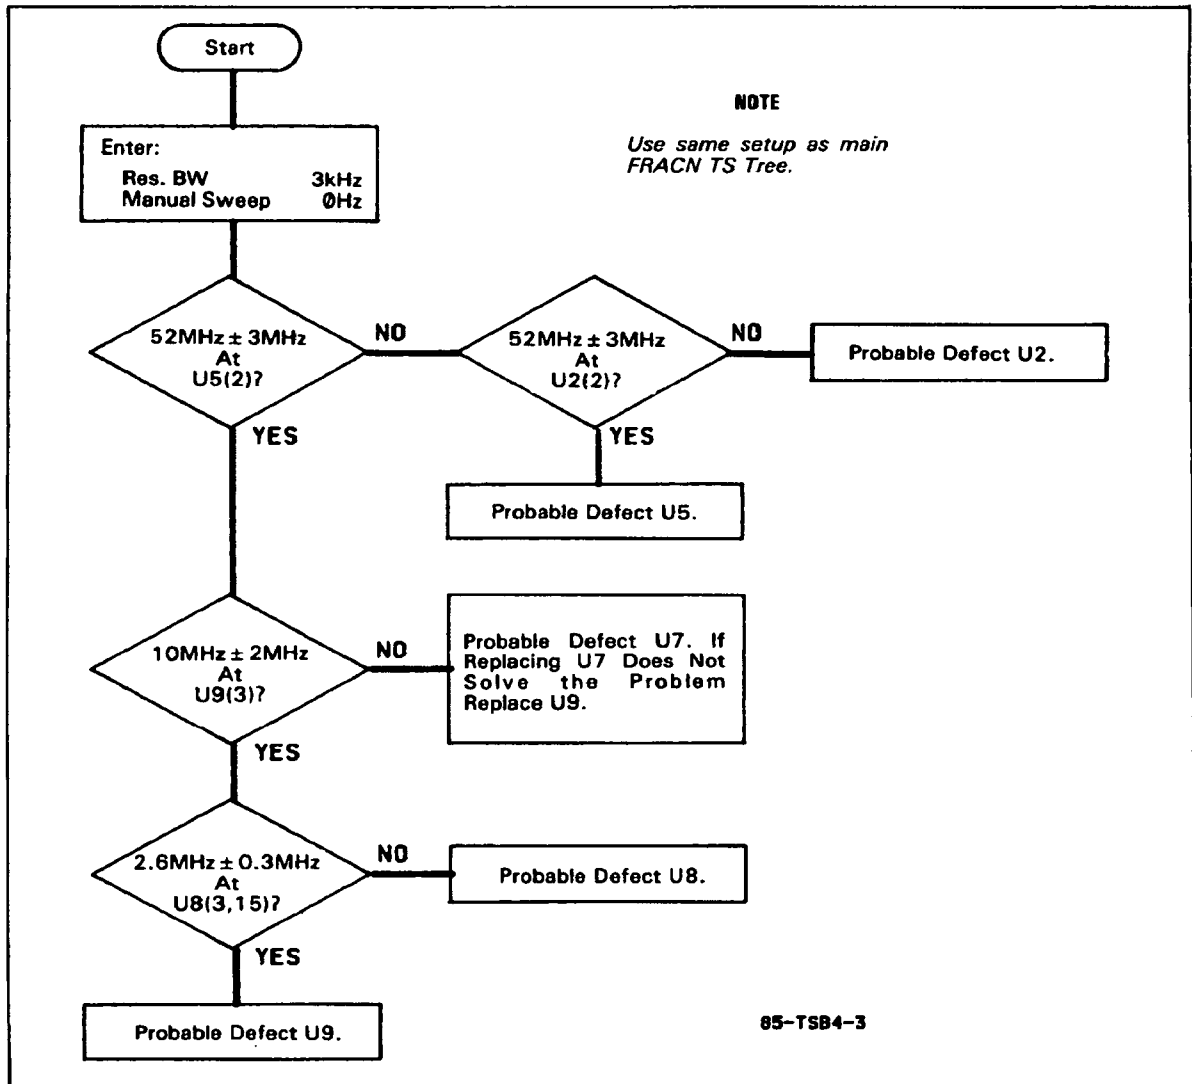 Start
NOTE
Use same setup as main
FRACN TS Tree.
Enter:
Res. BW 3kHz
Manual Sweep 0Hz
52MHz ± 3MHz
At
U5(2)?
NO
52MHz ± 3MHz
At
U2(2)?
NO
Probable Defect U2.
YES
YES
Probable Defect U5.
10MHz ± 2MHz
At
U9(3)?
NO
Probable Defect U7. If
Replacing U7 Does Not
Solve the Problem
Replace U9.
YES
2.6MHz ± 0.3MHz
At
U8(3,15)?
NO
Probable Defect U8.
YES
Probable Defect U9.
85-TSB4-3